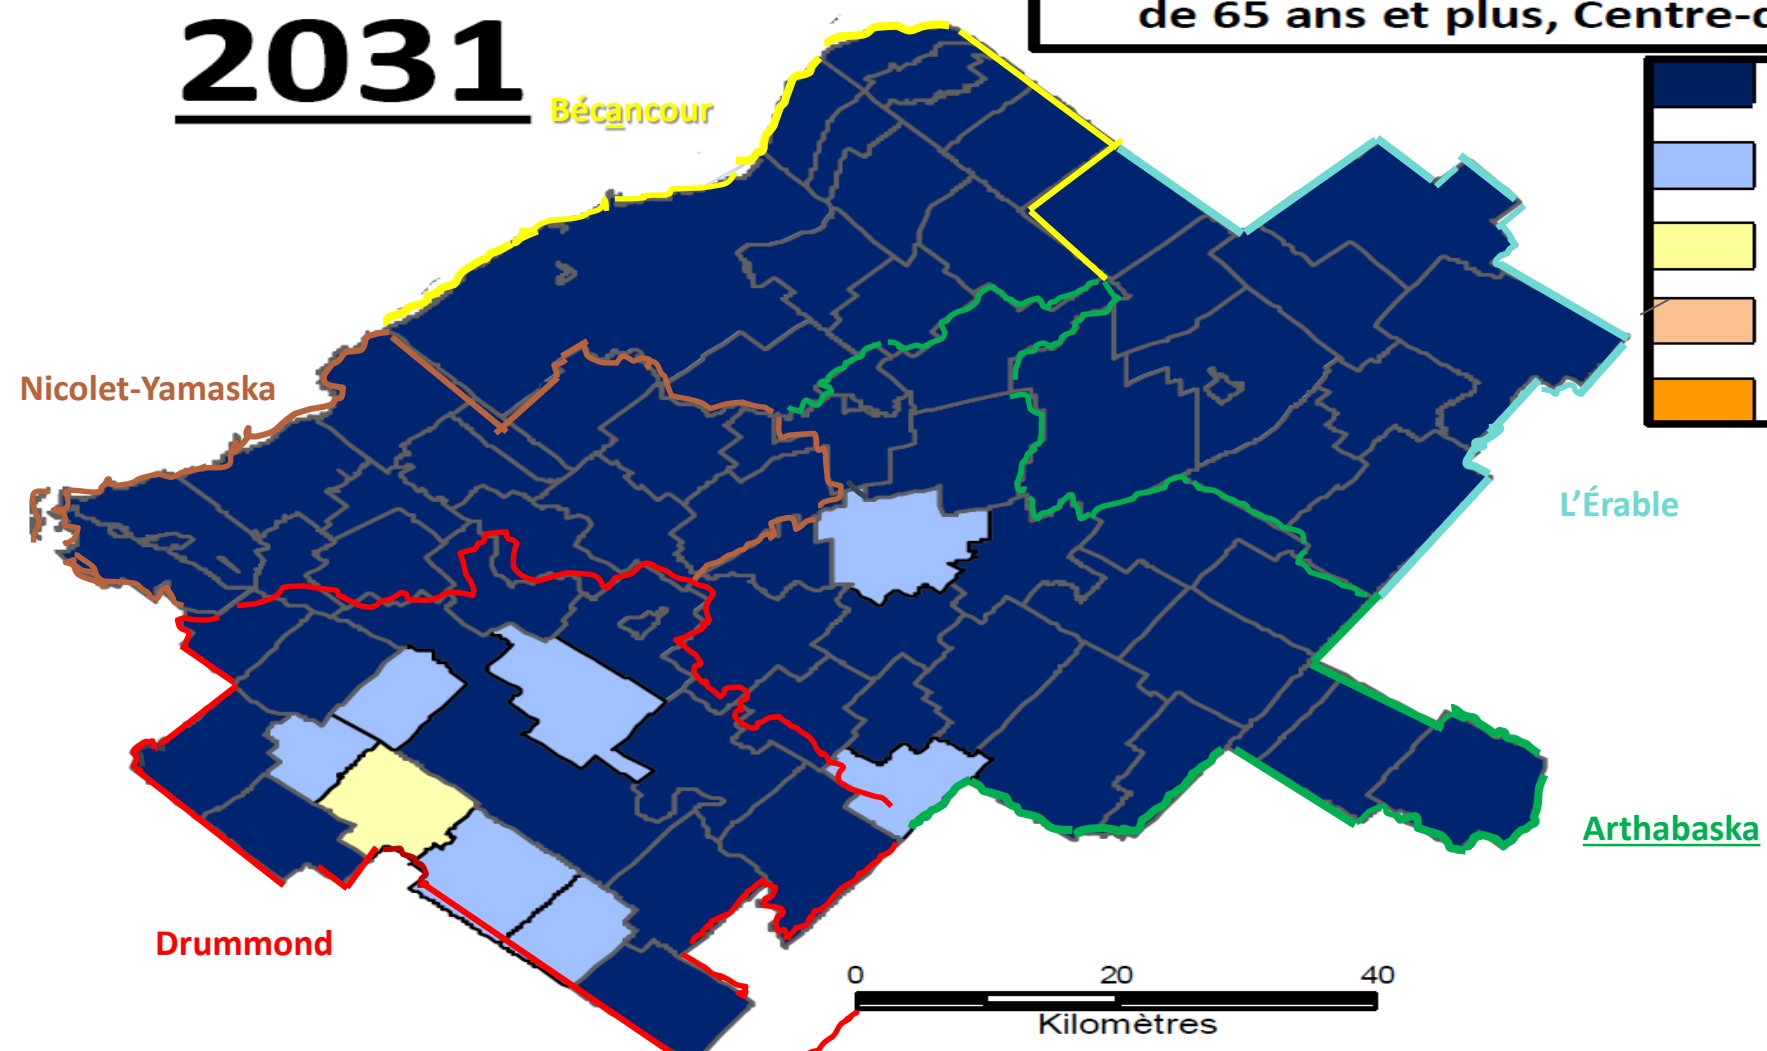 2031
de 65 ans et plus, Centre-d
Bécancour
Nicolet-Yamaska
L’Érable
Arthabaska
Drummond
0 20 40
Kilomètres